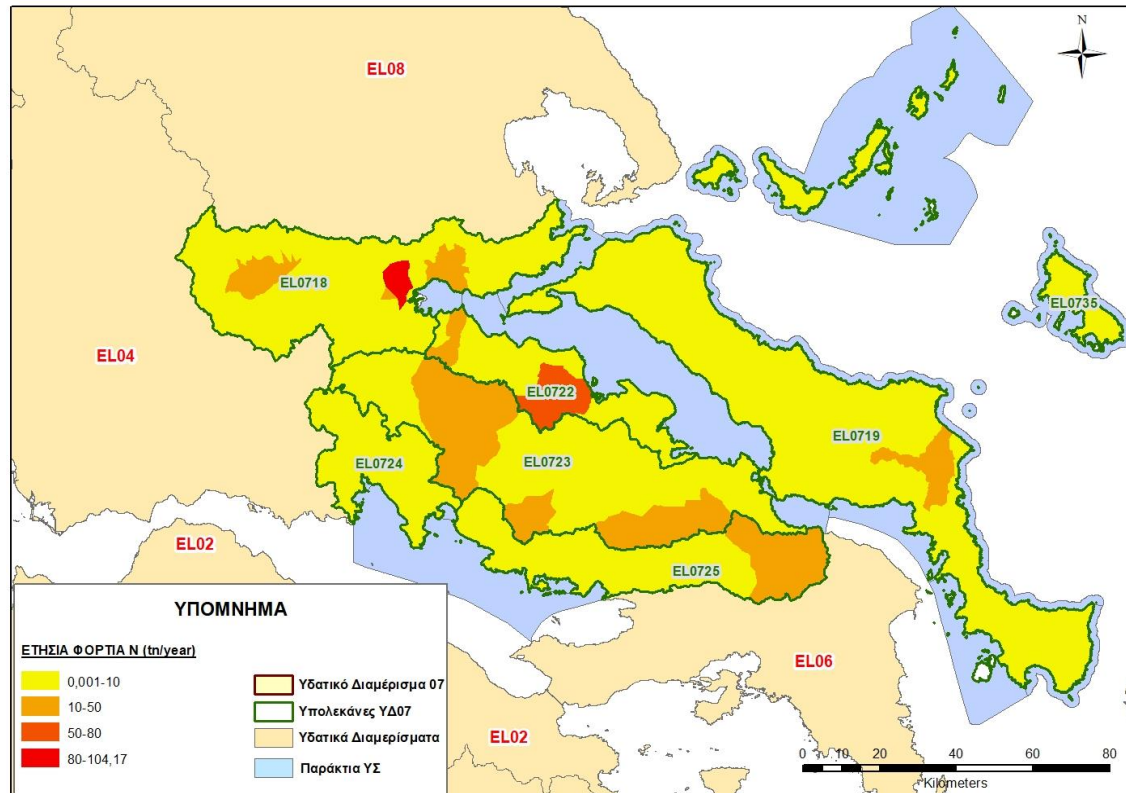 N
EL08
EL0718
EL0735
EL04
EL0722
EL0719
EL0724
EL0723
EL02
EL0725
EL06
EL02
ΥΠΟΜΝΗΜΑ
ΕΤΗΣΙΑ ΦΟΡΤΙΑ Ν (tn/year)
0,001-10
10-50
50-80
80-104,17
Υδατικό Διαμέρισμα 07
Υπολεκάνες ΥΔ07
Υδατικά Διαμερίσματα
Παράκτια ΥΣ
0 10 20 40 60 80
Kilometers